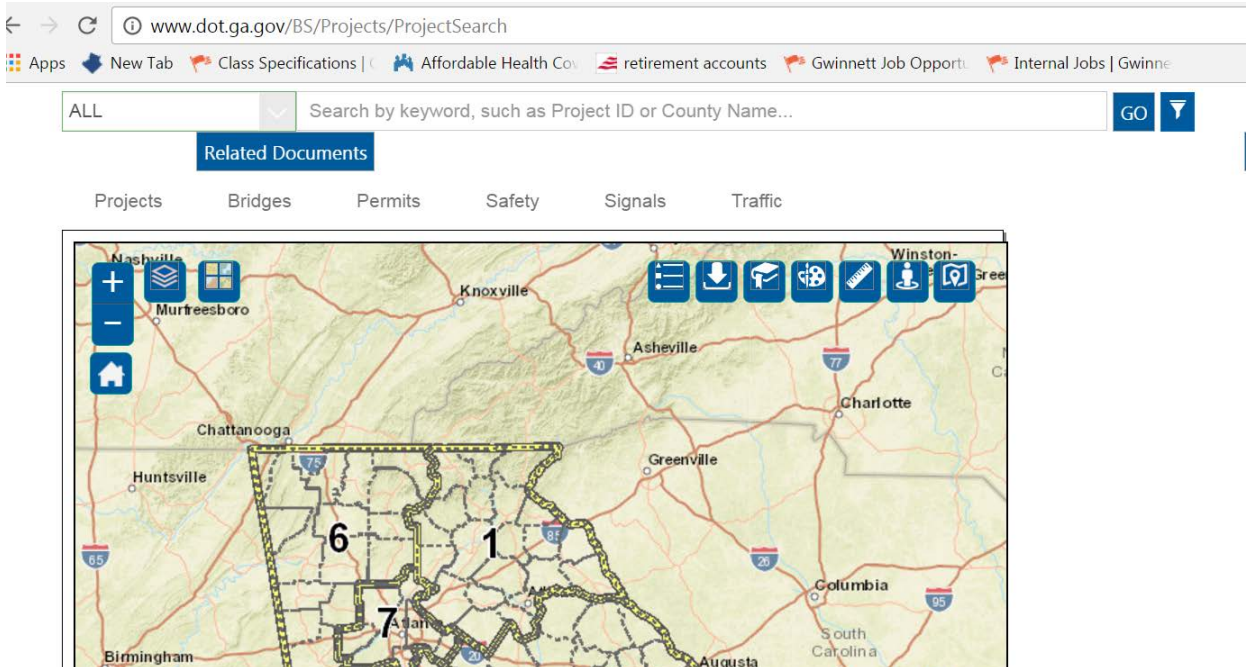 www.dot.ga.gov/BS/Projects/ProjectSearch
Apps New Tab Class Specifications | Affordable Health Cov retirement accounts Gwinnett Job Opportu Internal Jobs | Gwinne
ALL Search by keyword, such as Project ID or County Name... GO
Related Documents
Projects Bridges Permits Safety Signals Traffic
Nashville Winston-
+ Knoxville Gree
Murfreesboro
−
Asheville
40 77
Charlotte
Chattanooga
75 Greenville
Huntsville
6 1 85
65 26
Columbia
95
7 South
Carolina
20
Birmingham Augusta